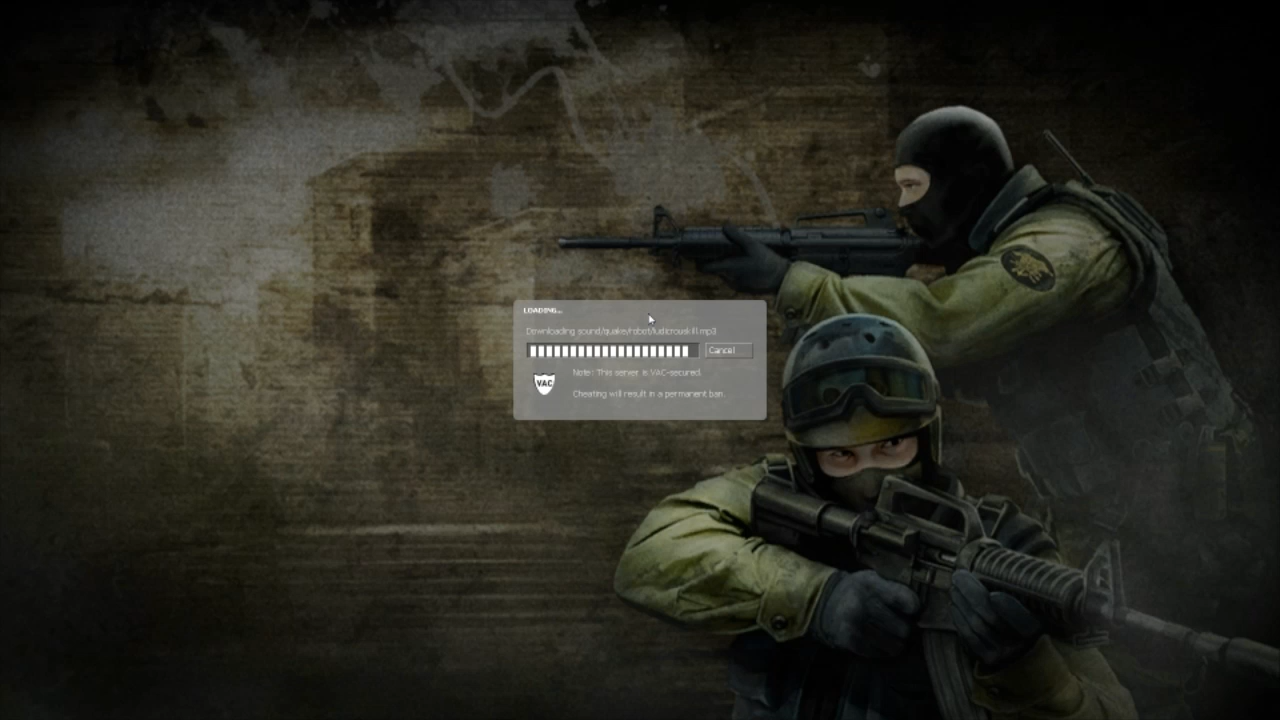 LOADING...
Downloading sound/quake/robot/ludicrouskill.mp3
Cancel
Note: This server is VAC-secured.
VAC
Cheating will result in a permanent ban.